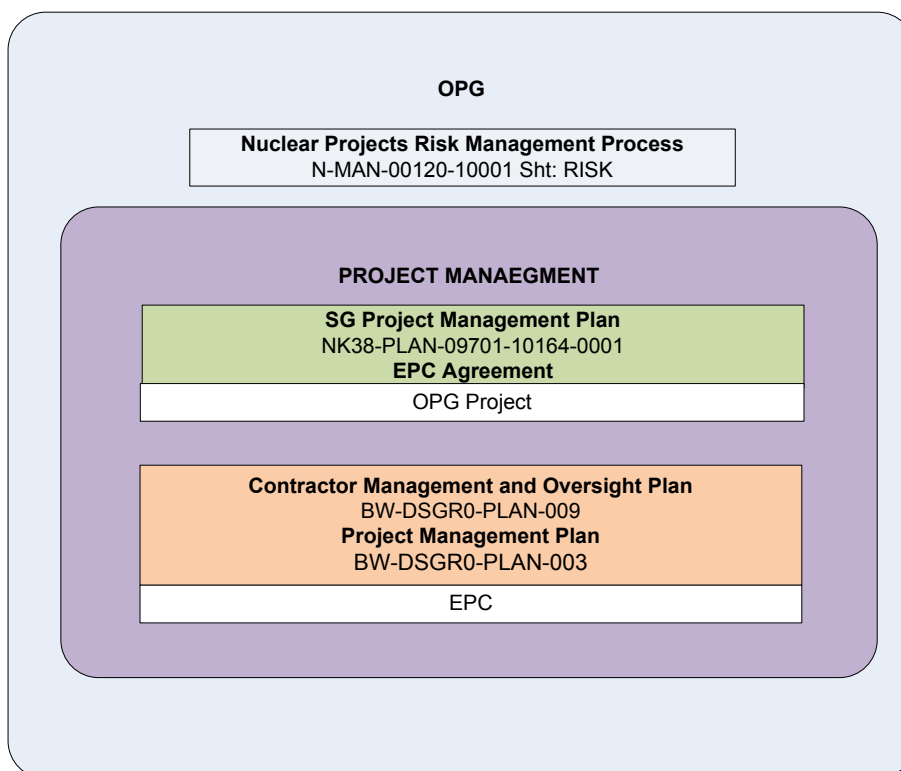 OPG
Nuclear Projects Risk Management Process
N-MAN-00120-10001 Sht: RISK
PROJECT MANAEGMENT
SG Project Management Plan
NK38-PLAN-09701-10164-0001
EPC Agreement
OPG Project
Contractor Management and Oversight Plan
BW-DSGR0-PLAN-009
Project Management Plan
BW-DSGR0-PLAN-003
EPC